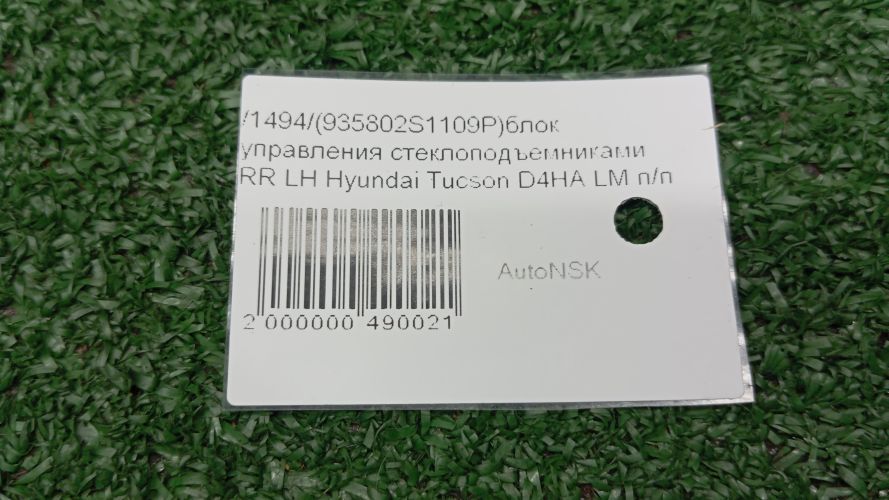 /1494/(935802S1109P)блок
управления стеклоподъемниками
RR LH Hyundai Tucson D4HA LM п/п
AutoNSK
2 000000 490021